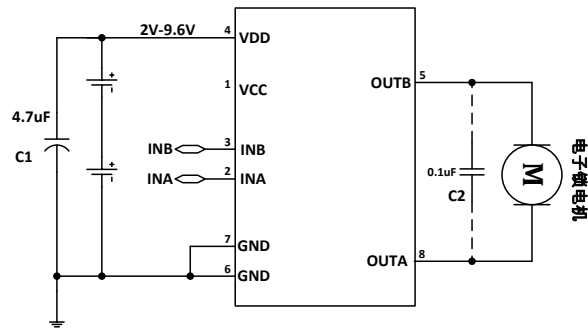 2V-9.6V 4 VDD
1 VCC
OUTB 5
4.7uF
C1
INB 3 INB
INA 2 INA
0.1uF
C2
M
电子锁电机
7 GND
6 GND
OUTA 8